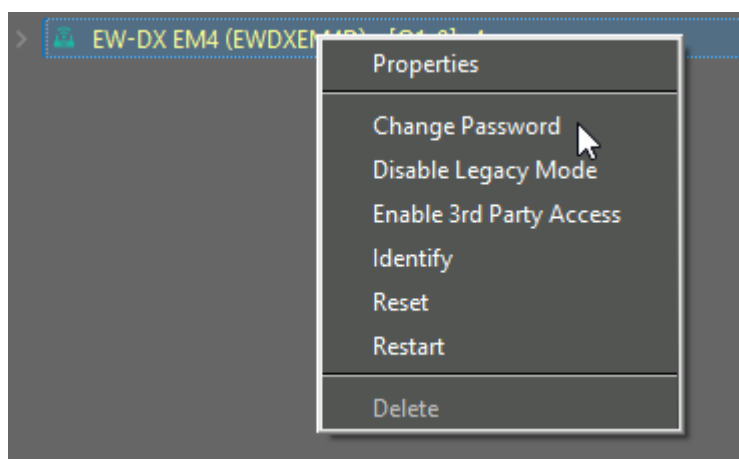 EW-DX EM4 (EWDXEM
Properties
Change Password
Disable Legacy Mode
Enable 3rd Party Access
Identify
Reset
Restart
Delete